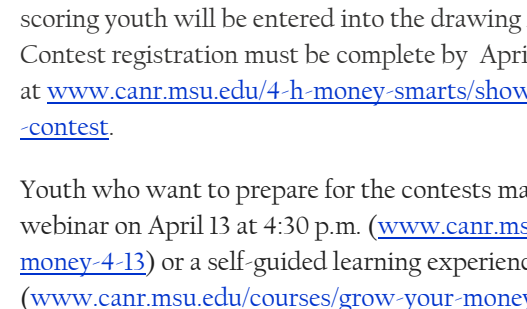 scoring youth will be entered into the drawing
Contest registration must be complete by Apri
at www.canr.msu.edu/4-h-money-smarts/show
-contest.
Youth who want to prepare for the contests ma
webinar on April 13 at 4:30 p.m. (www.canr.ms
money-4-13) or a self-guided learning experienc
(www.canr.msu.edu/courses/grow-your-money